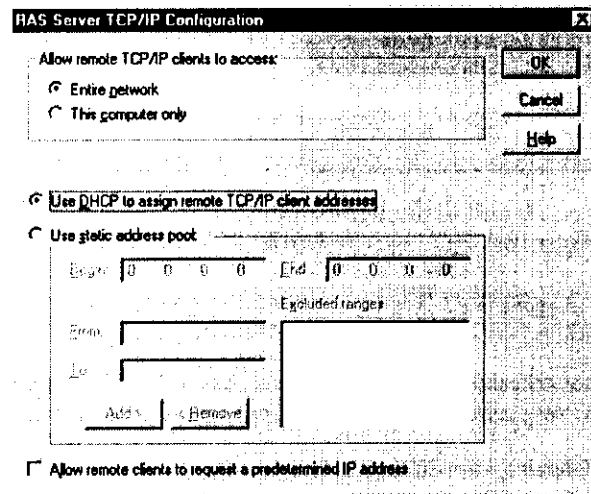 RAS Server TCP/IP Configuration
Allow remote TCP/IP clients to access:
Entire network
This computer only
OK
Cancel
Help
Use DHCP to assign remote TCP/IP client addresses
Use static address pool:
Begin: 0 0 0 0
End: 0 0 0 0
Excluded ranges
From:
To:
Add >
< Remove
Allow remote clients to request a predetermined IP address